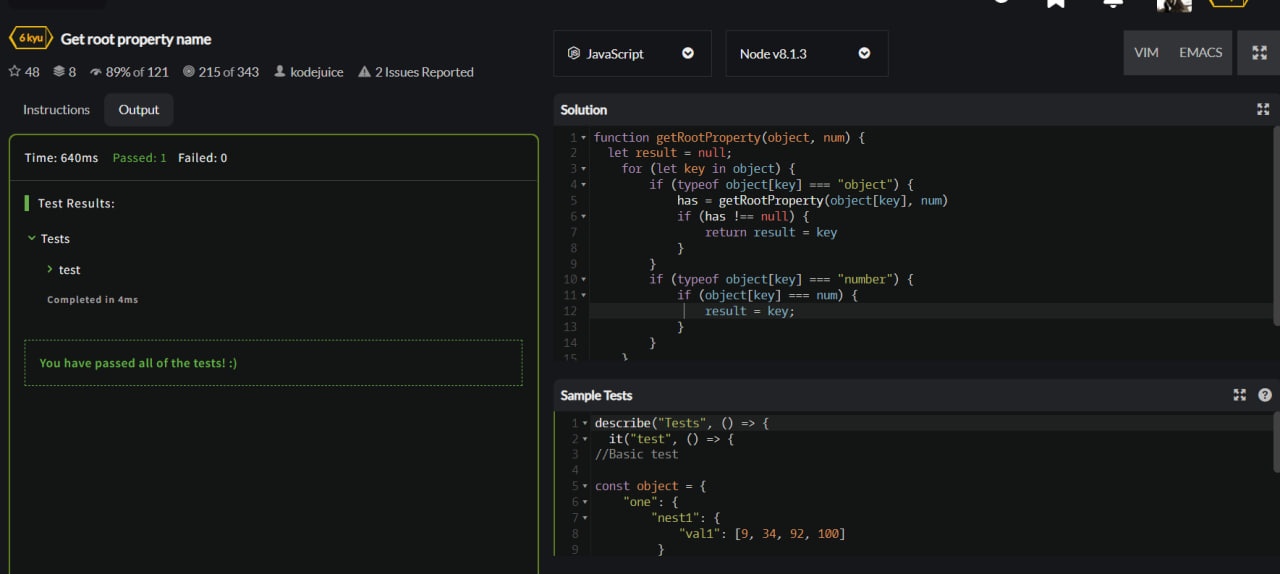 6 kyu Get root property name
48 8 89% of 121 215 of 343 kodejuice 2 Issues Reported
Instructions Output
Time: 640ms Passed: 1 Failed: 0
Test Results:
Tests
test
Completed in 4ms
You have passed all of the tests! :)
JavaScript Node v8.1.3 VIM EMACS
Solution
1 function getRootProperty(object, num) {
2 let result = null;
3 for (let key in object) {
4 if (typeof object[key] === "object") {
5 has = getRootProperty(object[key], num)
6 if (has !== null) {
7 return result = key
8 }
9 }
10 if (typeof object[key] === "number") {
11 if (object[key] === num) {
12 result = key;
13 }
14 }
15 }
Sample Tests
1 describe("Tests", () => {
2 it("test", () => {
3 //Basic test
4
5 const object = {
6 "one": {
7 "nest1": {
8 "val1": [9, 34, 92, 100]
9 }